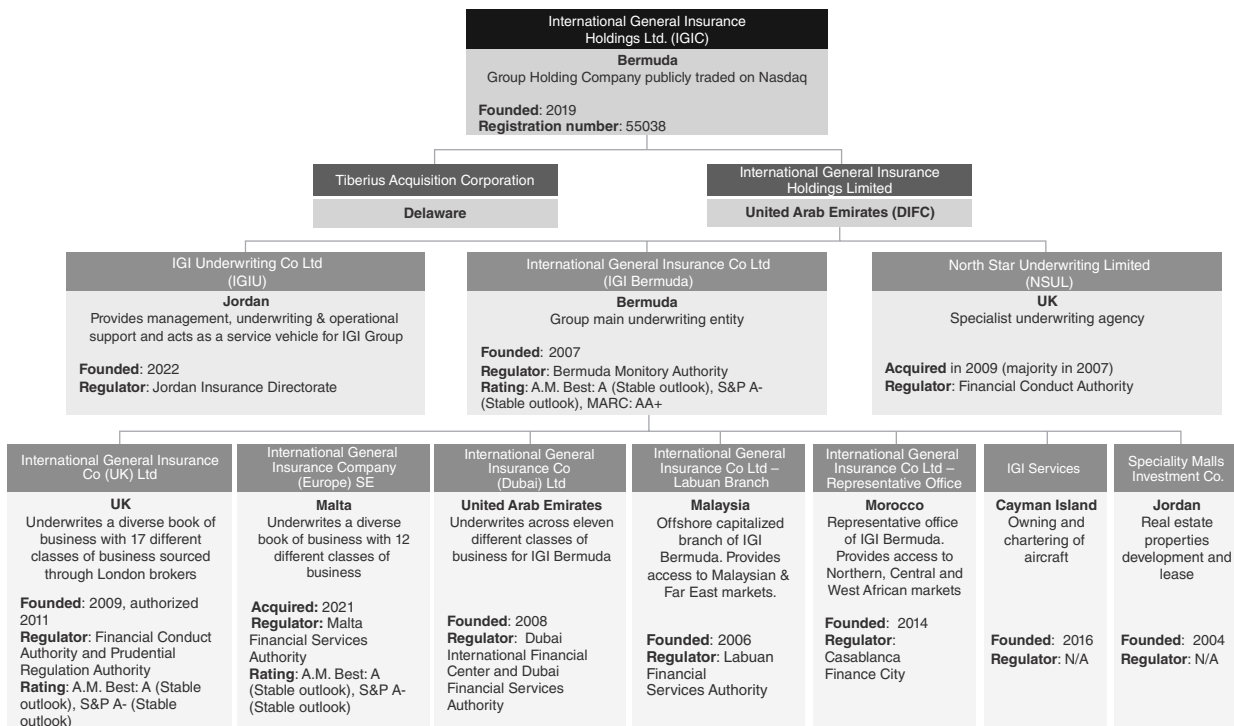 International General Insurance
Holdings Ltd. (IGIC)
Bermuda
Group Holding Company publicly traded on Nasdaq
Founded: 2019
Registration number: 55038
Tiberius Acquisition Corporation
Delaware
International General Insurance
Holdings Limited
United Arab Emirates (DIFC)
IGI Underwriting Co Ltd
(IGIU)
Jordan
Provides management, underwriting & operational
support and acts as a service vehicle for IGI Group
Founded: 2022
Regulator: Jordan Insurance Directorate
International General Insurance Co Ltd
(IGI Bermuda)
Bermuda
Group main underwriting entity
Founded: 2007
Regulator: Bermuda Monitory Authority
Rating: A.M. Best: A (Stable outlook), S&P A-
(Stable outlook), MARC: AA+
North Star Underwriting Limited
(NSUL)
UK
Specialist underwriting agency
Acquired in 2009 (majority in 2007)
Regulator: Financial Conduct Authority
International General Insurance
Co (UK) Ltd
UK
Underwrites a diverse book of
business with 17 different
classes of business sourced
through London brokers
Founded: 2009, authorized
2011
Regulator: Financial Conduct
Authority and Prudential
Regulation Authority
Rating: A.M. Best: A (Stable
outlook), S&P A- (Stable
outlook)
International General
Insurance Company
(Europe) SE
Malta
Underwrites a diverse
book of business with 12
different classes of
business
Acquired: 2021
Regulator: Malta
Financial Services
Authority
Rating: A.M. Best: A
(Stable outlook), S&P A-
(Stable outlook)
International General
Insurance Co
(Dubai) Ltd
United Arab Emirates
Underwrites across eleven
different classes of
business for IGI Bermuda
Founded: 2008
Regulator: Dubai
International Financial
Center and Dubai
Financial Services
Authority
International General
Insurance Co Ltd –
Labuan Branch
Malaysia
Offshore capitalized
branch of IGI
Bermuda. Provides
access to Malaysian &
Far East markets.
Founded: 2006
Regulator: Labuan
Financial
Services Authority
International General
Insurance Co Ltd –
Representative Office
Morocco
Representative office
of IGI Bermuda.
Provides access to
Northern, Central and
West African markets
Founded: 2014
Regulator:
Casablanca
Finance City
IGI Services
Cayman Island
Owning and
chartering of
aircraft
Founded: 2016
Regulator: N/A
Speciality Malls
Investment Co.
Jordan
Real estate
properties
development and
lease
Founded: 2004
Regulator: N/A